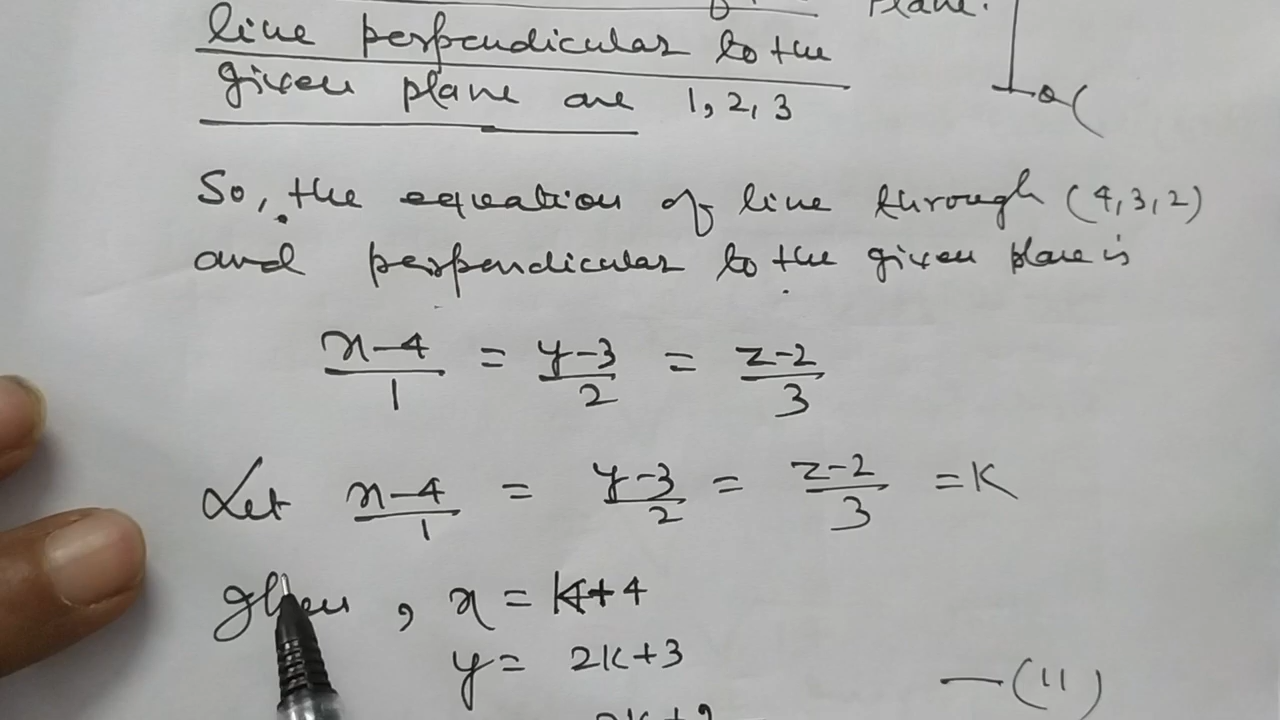 Plane.
line perpendicular to the
given plane are 1, 2, 3
So, the equation of line through (4, 3, 2)
and perpendicular to the given plane is
x-4/1 = y-3/2 = z-2/3
Let x-4/1 = y-3/2 = z-2/3 = K
, x = K+4
y = 2K+3
—(11)